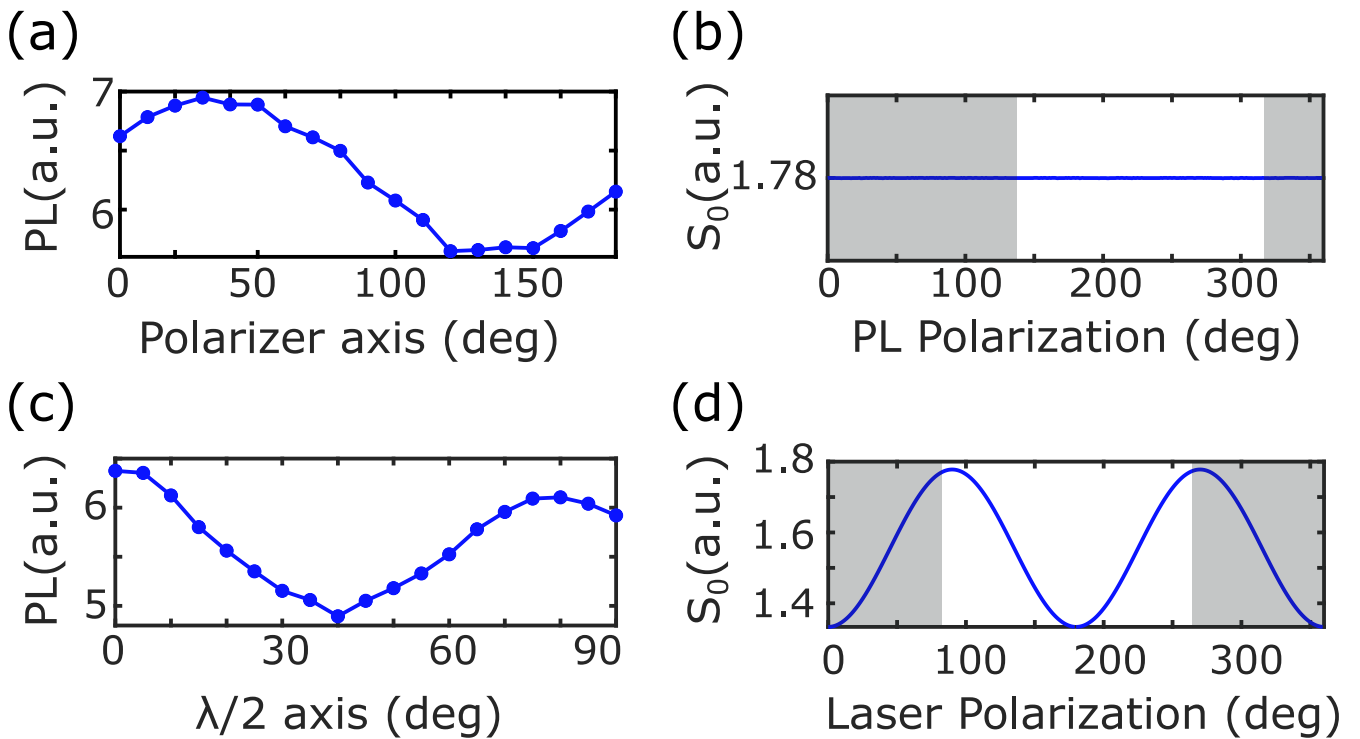 (a)
PL(a.u.)
7
6
0 50 100 150
Polarizer axis (deg)
(b)
S₀(a.u.)
1.78
0 100 200 300
PL Polarization (deg)
(c)
PL(a.u.)
6
5
0 30 60 90
λ/2 axis (deg)
(d)
S₀(a.u.)
1.8
1.6
1.4
0 100 200 300
Laser Polarization (deg)